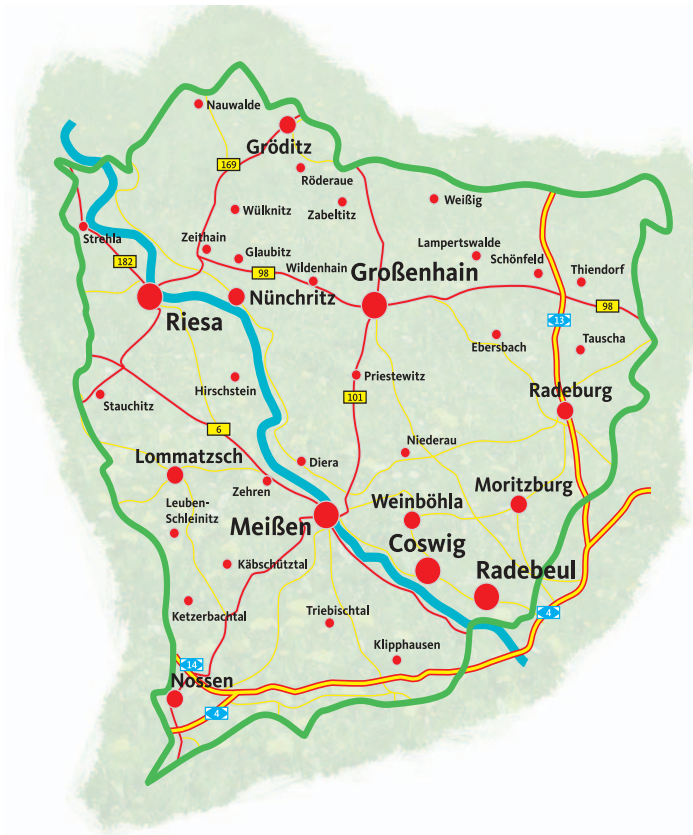 Nauwalde
Gröditz
169
Röderaue
Wülknitz
Zabeltitz
Weißig
Strehla
Zeithain
Glaubitz
Lampertswalde
182
98
Wildenhain
Großenhain
Schönfeld
Thiendorf
Nünchritz
98
Riesa
13
Ebersbach
Tauscha
Hirschstein
Priestewitz
Radeburg
Stauchitz
101
6
Niederau
Lommatzsch
Diera
Zehren
Weinböhla
Moritzburg
Leuben-
Schleinitz
Meißen
Coswig
Käbschütztal
Radebeul
Ketzerbachtal
Triebischtal
4
Klipphausen
14
Nossen
4